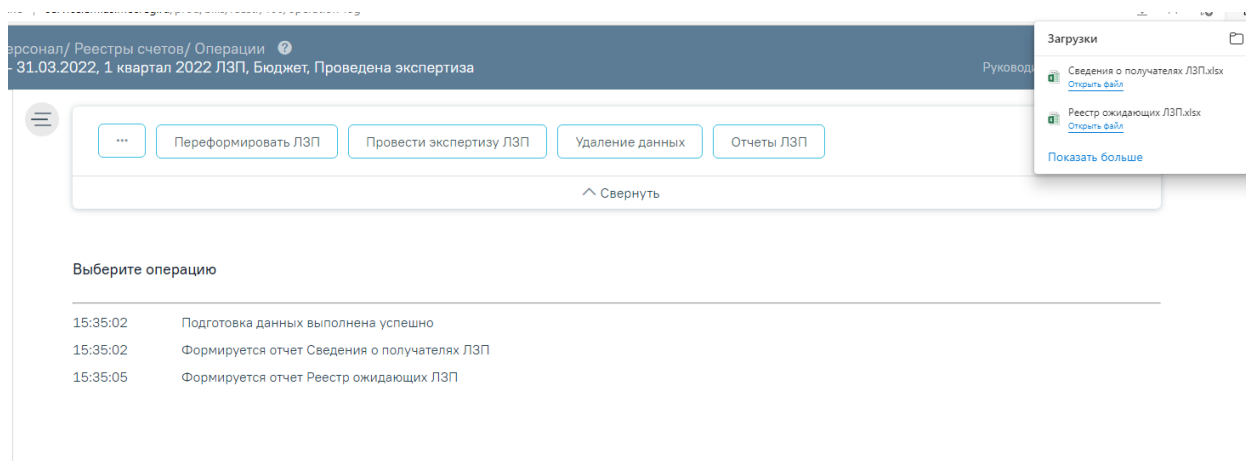 ерсонал/ Реестры счетов/ Операции ?
- 31.03.2022, 1 квартал 2022 ЛЗП, Бюджет, Проведена экспертиза
Руковод
Загрузки
Сведения о получателях ЛЗП.xlsx
Открыть файл
Реестр ожидающих ЛЗП.xlsx
Открыть файл
Показать больше
...
Переформировать ЛЗП
Провести экспертизу ЛЗП
Удаление данных
Отчеты ЛЗП
Свернуть
Выберите операцию
15:35:02 Подготовка данных выполнена успешно
15:35:02 Формируется отчет Сведения о получателях ЛЗП
15:35:05 Формируется отчет Реестр ожидающих ЛЗП